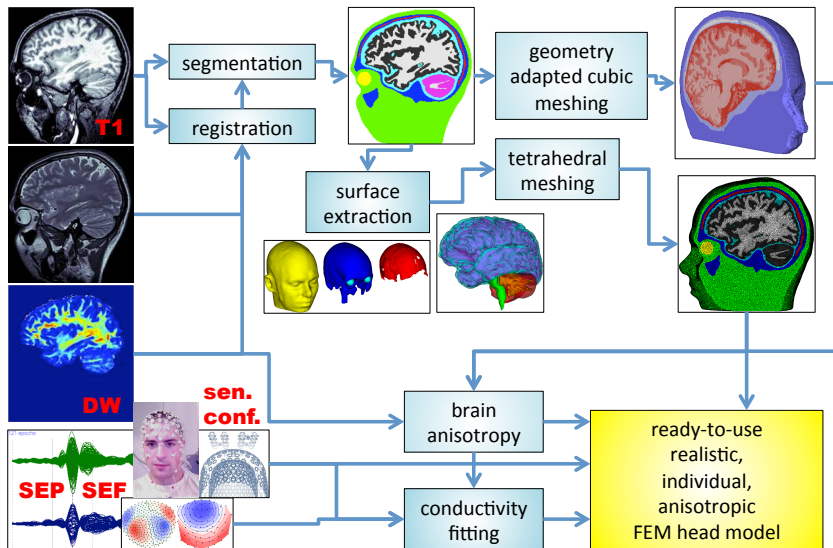 T1
segmentation
registration
geometry
adapted cubic
meshing
surface
extraction
tetrahedral
meshing
DW
sen.
conf.
brain
anisotropy
SEP
SEF
conductivity
fitting
ready-to-use
realistic,
individual,
anisotropic
FEM head model